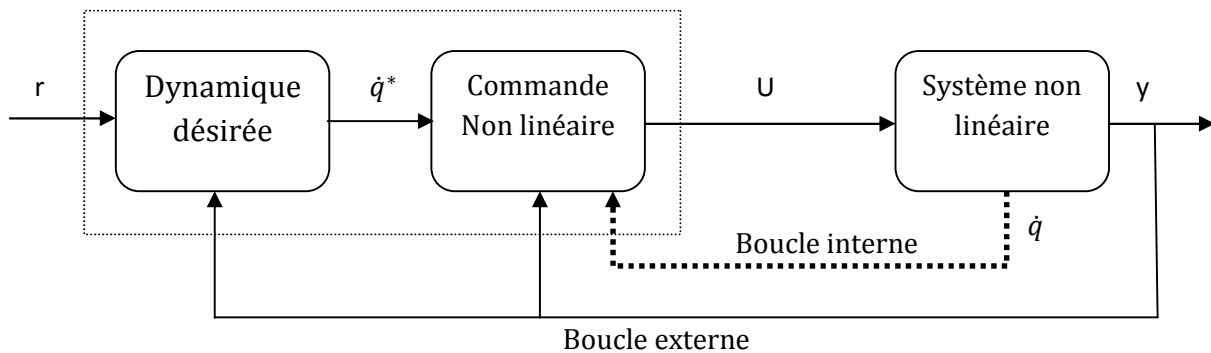 r
Dynamique
désirée
q̇*
Commande
Non linéaire
U
Système non
linéaire
y
q̇
Boucle interne
Boucle externe